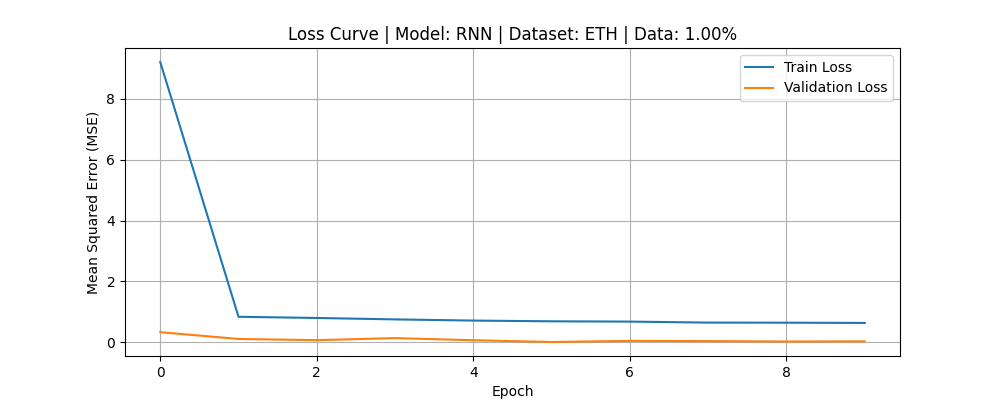 Loss Curve | Model: RNN | Dataset: ETH | Data: 1.00%
Train Loss
Validation Loss
Mean Squared Error (MSE)
8
6
4
2
0
0 2 4 6 8
Epoch